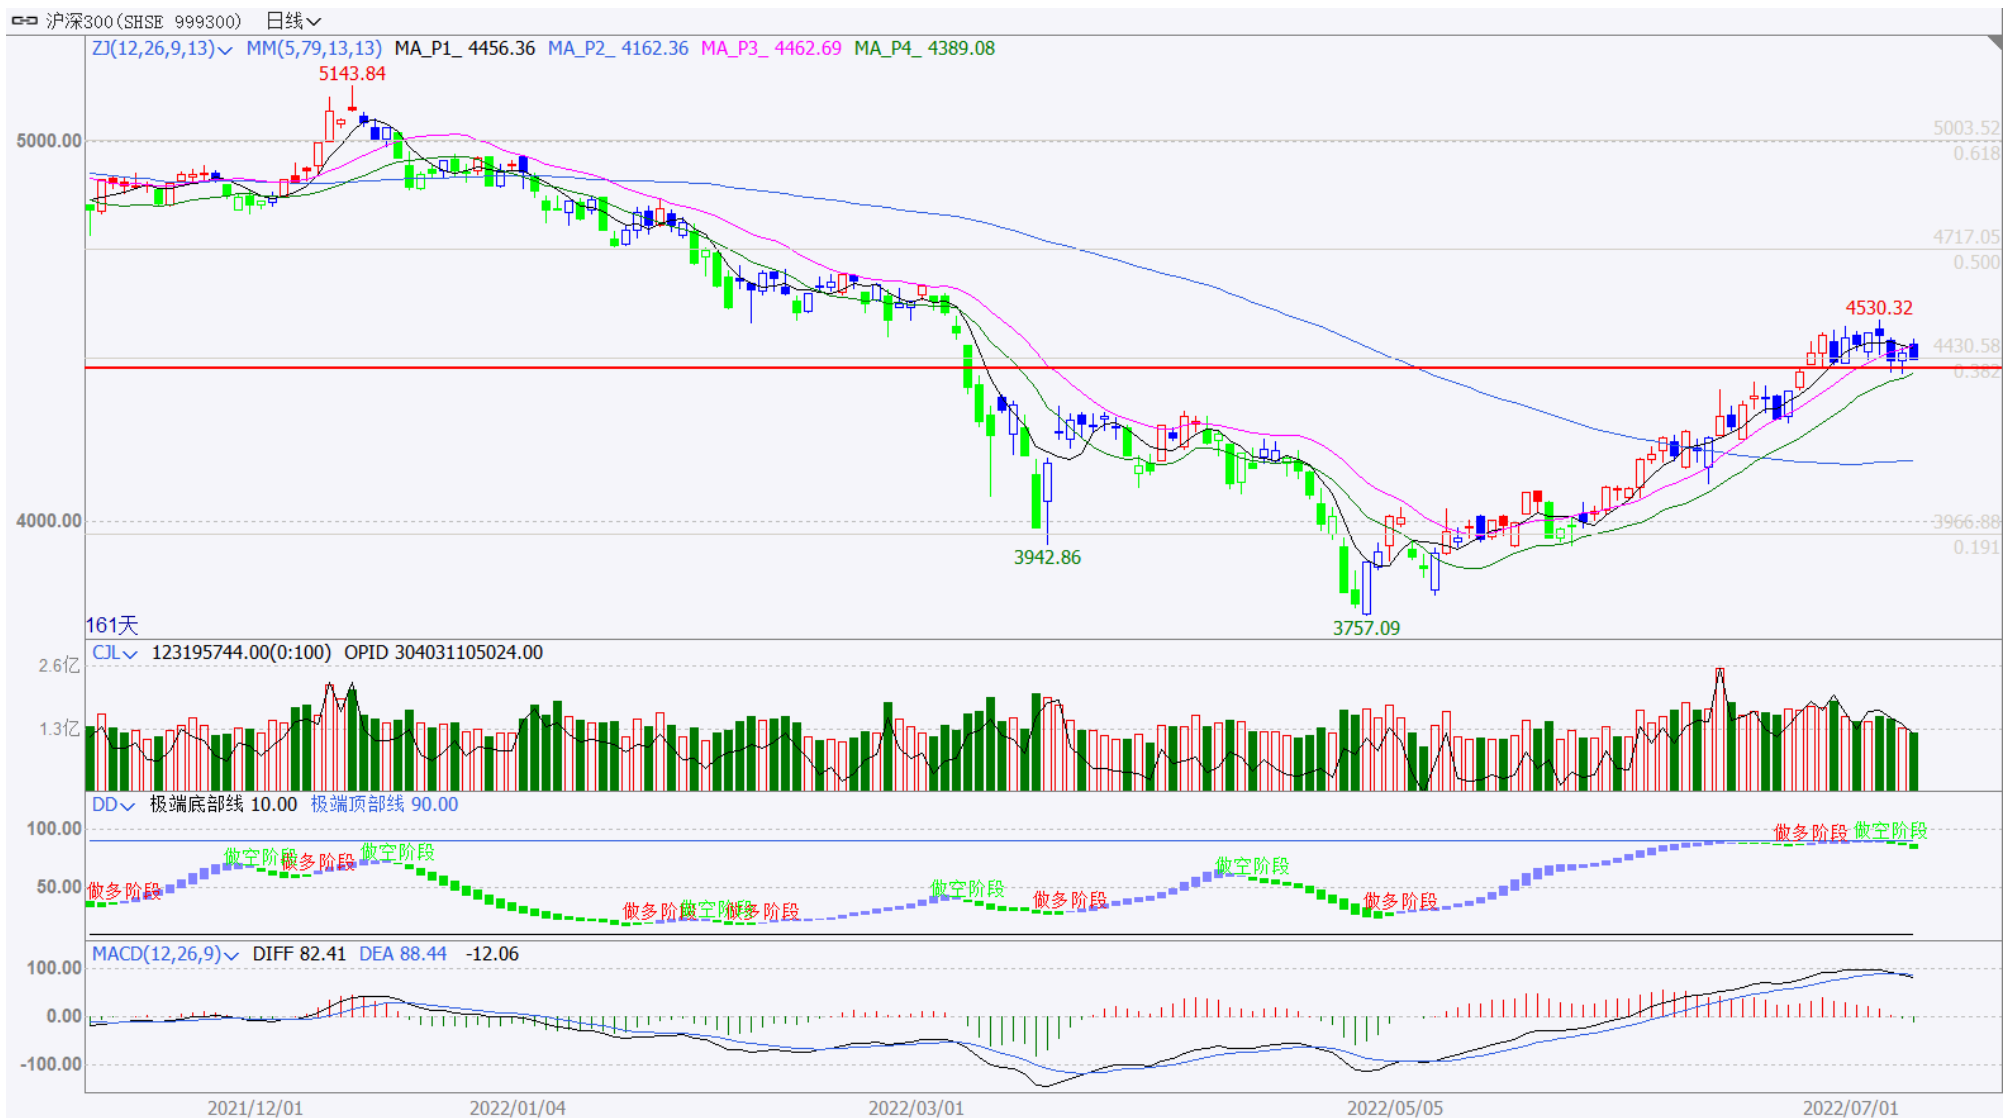 沪深300(SHSE 999300) 日线
ZJ(12,26,9,13) MM(5,79,13,13) MA_P1_ 4456.36 MA_P2_ 4162.36 MA_P3_ 4462.69 MA_P4_ 4389.08
5143.84
5000.00
5003.52
0.618
4717.05
0.500
4530.32
4430.58
0.382
4000.00
3966.88
0.191
3942.86
3757.09
161天
CJL 123195744.00(0:100) OPID 304031105024.00
2.6亿
1.3亿
DD 极端底部线 10.00 极端顶部线 90.00
100.00
50.00
做多阶段
做空阶段
做多阶段
做空阶段
做多阶段
做空阶段
做多阶段
做空阶段
做多阶段
做空阶段
做多阶段
做多阶段
做空阶段
MACD(12,26,9) DIFF 82.41 DEA 88.44 -12.06
100.00
0.00
-100.00
2021/12/01 2022/01/04 2022/03/01 2022/05/05 2022/07/01